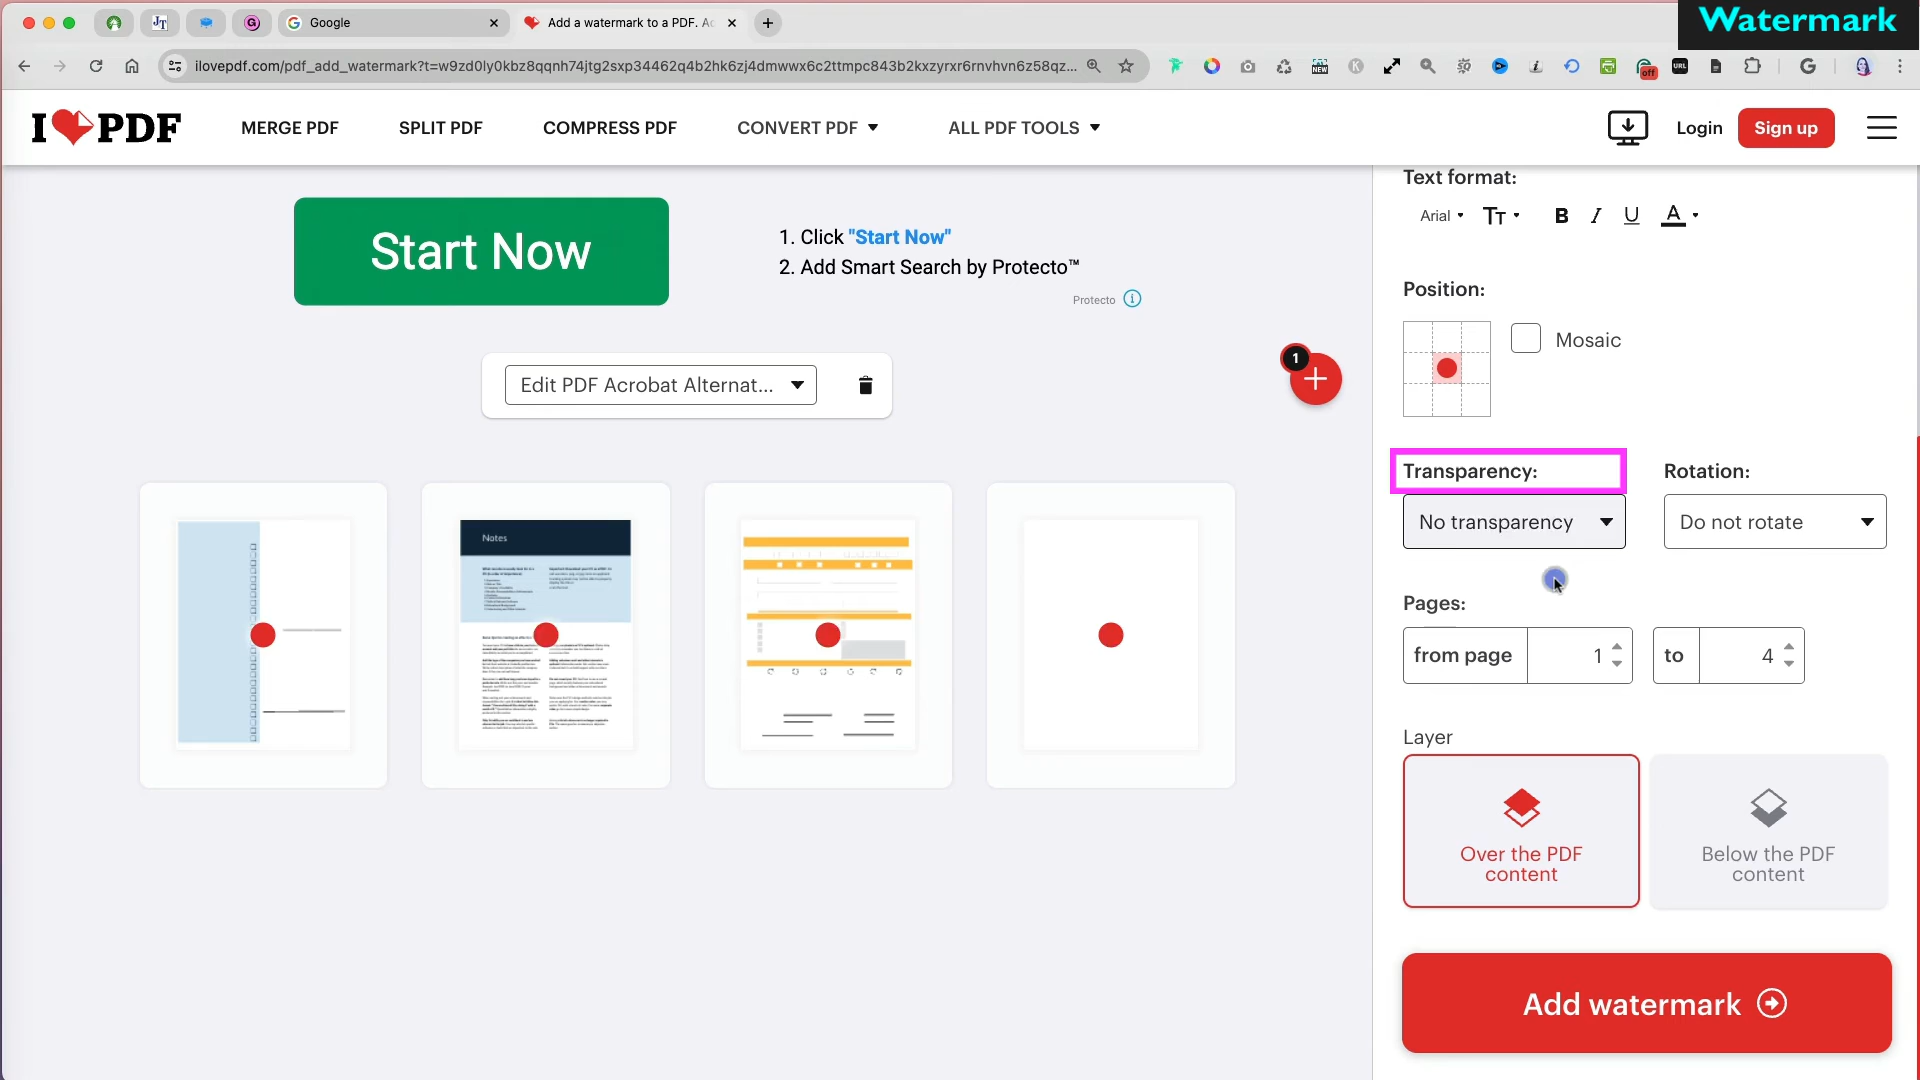 Google
Add a watermark to a PDF. Ac
Watermark
ilovepdf.com/pdf_add_watermark?t=w9zd0ly0kbz8qqnh74jtg2sxp34462q4b2hk6zj4dmwwx6c2ttmpc843b2kxzyrxr6rnvhvn6z58qz...
I PDF
MERGE PDF
SPLIT PDF
COMPRESS PDF
CONVERT PDF
ALL PDF TOOLS
Login
Sign up
Start Now
1. Click "Start Now"
2. Add Smart Search by Protecto™
Protecto
Edit PDF Acrobat Alternat...
1
Notes
Text format:
Arial
B I U A
Position:
Mosaic
Transparency:
No transparency
Rotation:
Do not rotate
Pages:
from page 1
to 4
Layer
Over the PDF
content
Below the PDF
content
Add watermark